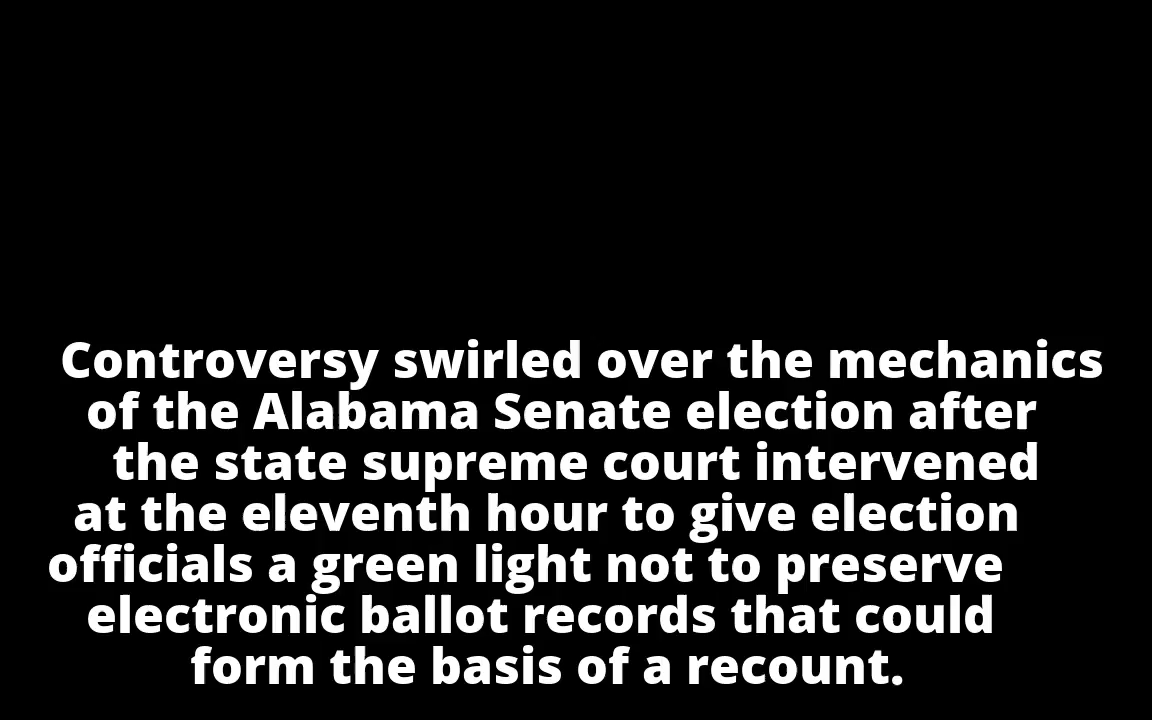 Controversy swirled over the mechanics
of the Alabama Senate election after
the state supreme court intervened
at the eleventh hour to give election
officials a green light not to preserve
electronic ballot records that could
form the basis of a recount.